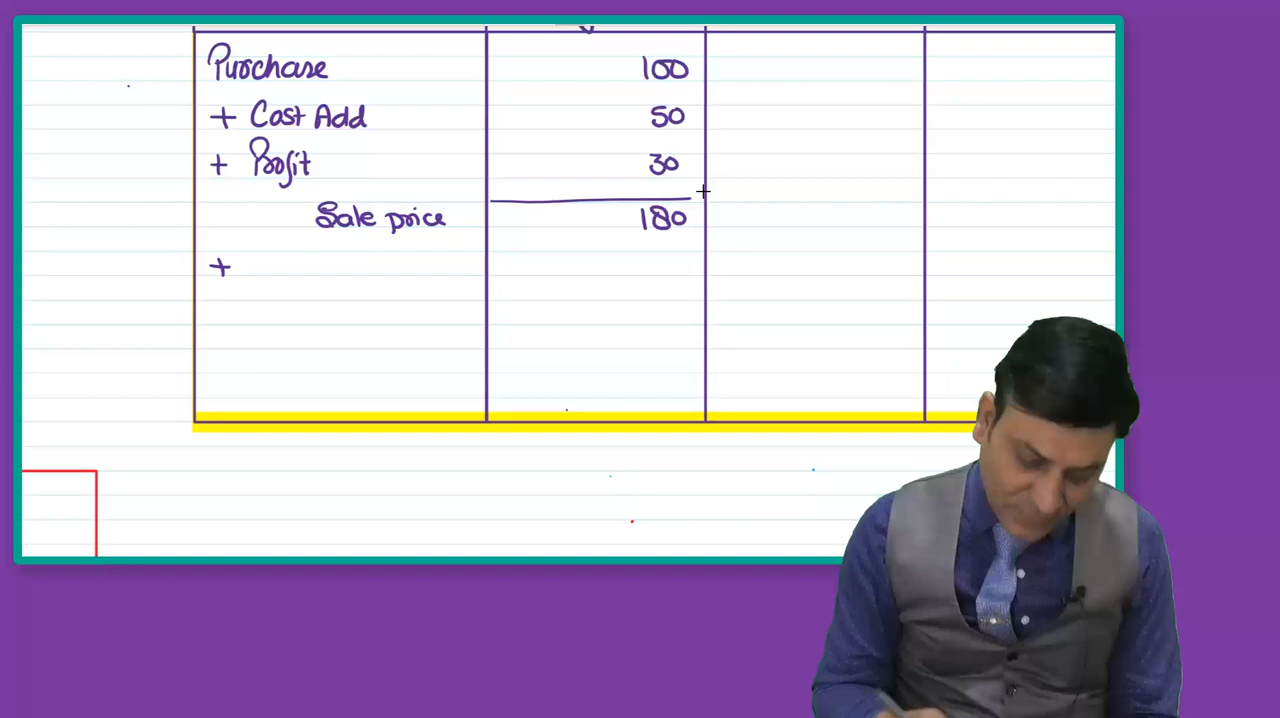 Purchase 100
+ Cost Add 50
+ Profit 30
Sale price 180
+